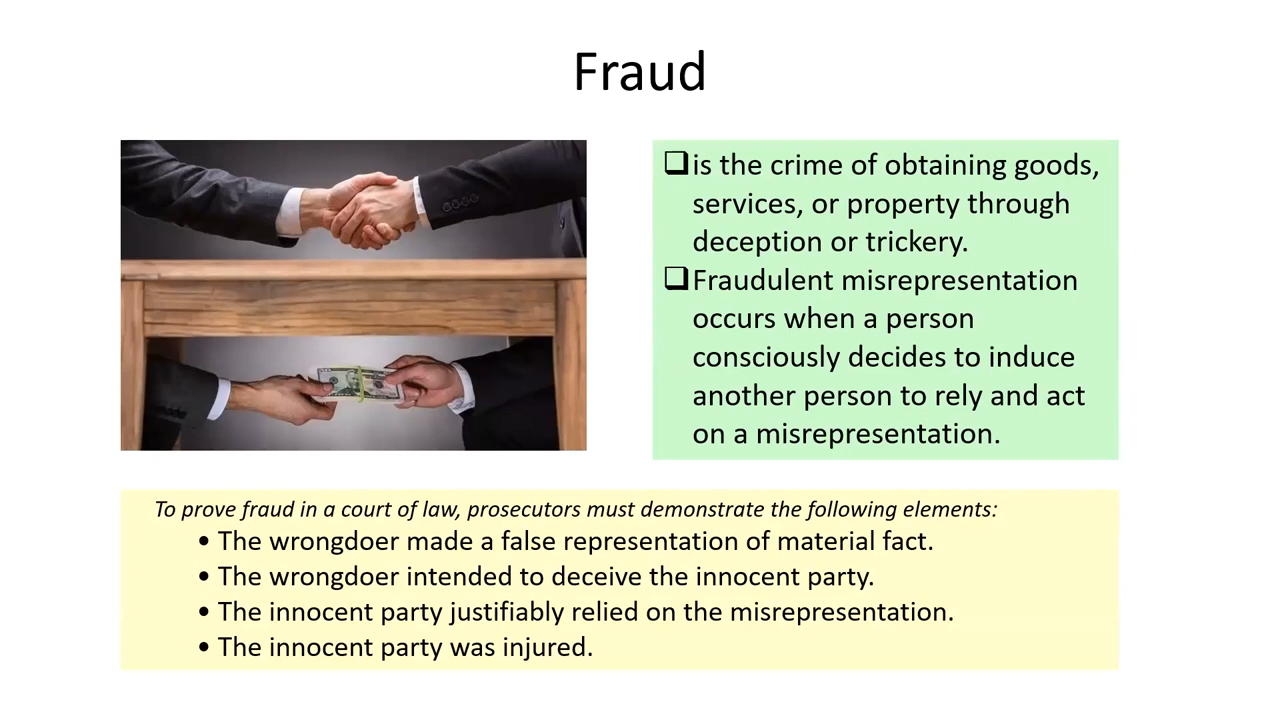 Fraud
❑is the crime of obtaining goods,
services, or property through
deception or trickery.
❑Fraudulent misrepresentation
occurs when a person
consciously decides to induce
another person to rely and act
on a misrepresentation.
To prove fraud in a court of law, prosecutors must demonstrate the following elements:
• The wrongdoer made a false representation of material fact.
• The wrongdoer intended to deceive the innocent party.
• The innocent party justifiably relied on the misrepresentation.
• The innocent party was injured.